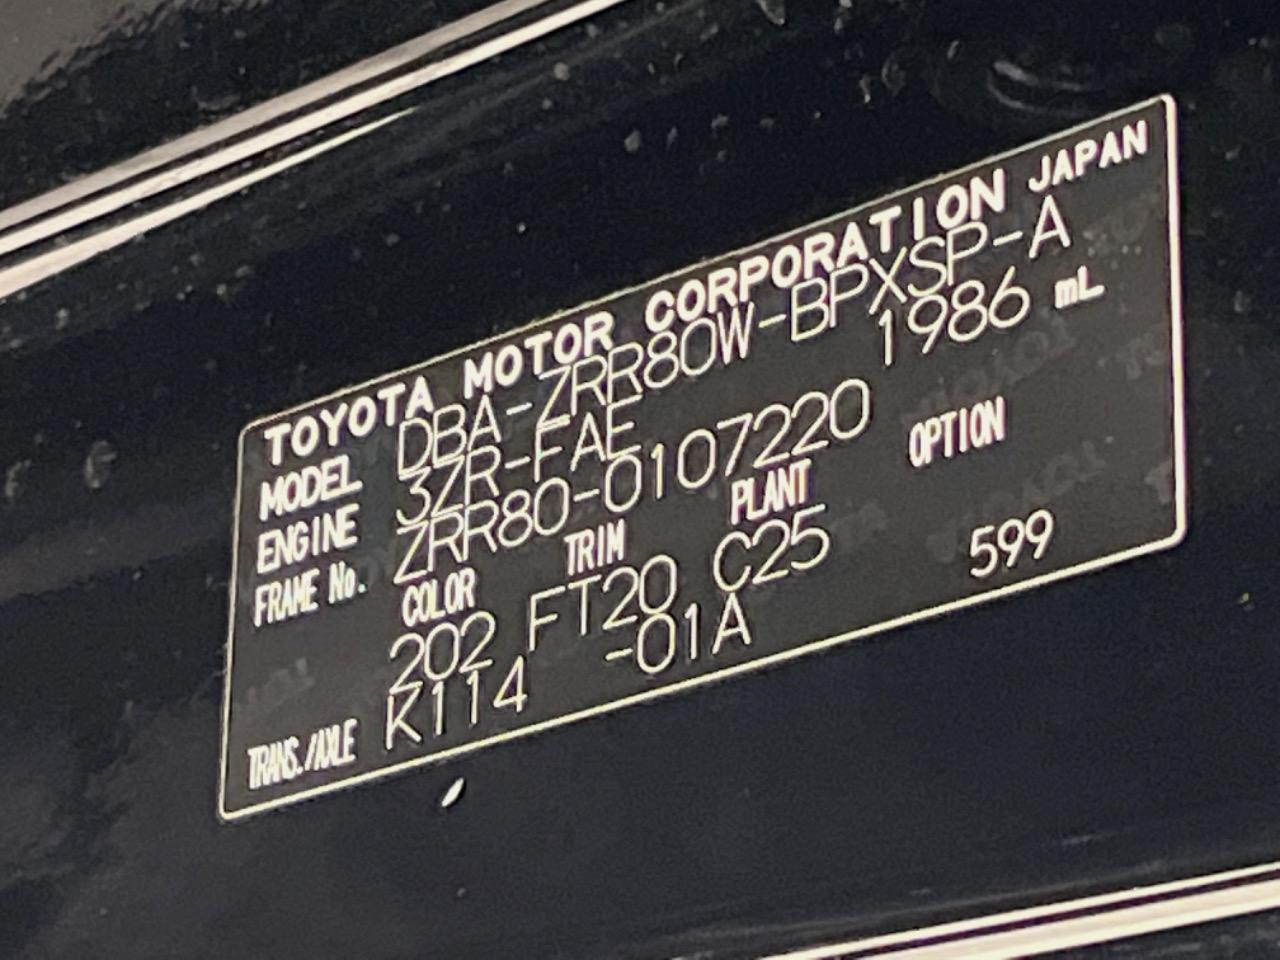 TOYOTA MOTOR CORPORATION JAPAN
MODEL DBA-ZRR80W-BPXSP-A
ENGINE 3ZR-FAE 1986 mL
FRAME No. ZRR80-0107220
COLOR TRIM PLANT OPTION
202 FT20 C25 599
TRANS./AXLE K114 -01A